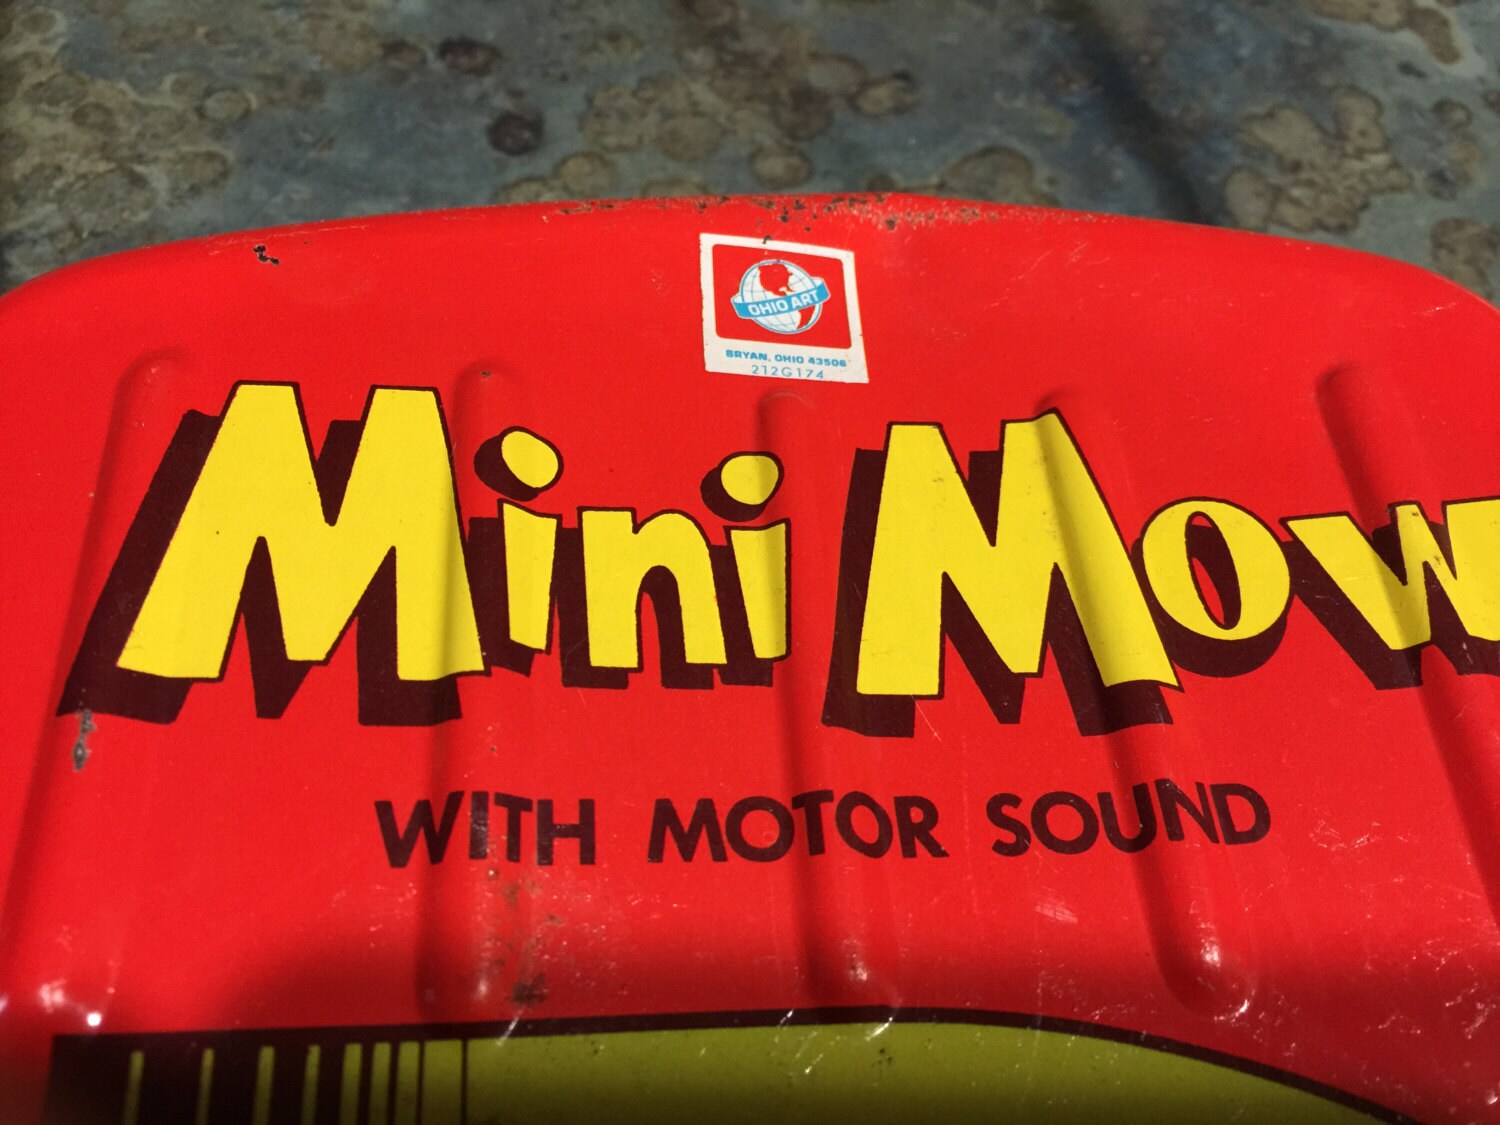 OHIO ART
BRYAN, OHIO 43506
212G174
Mini Mow
WITH MOTOR SOUND